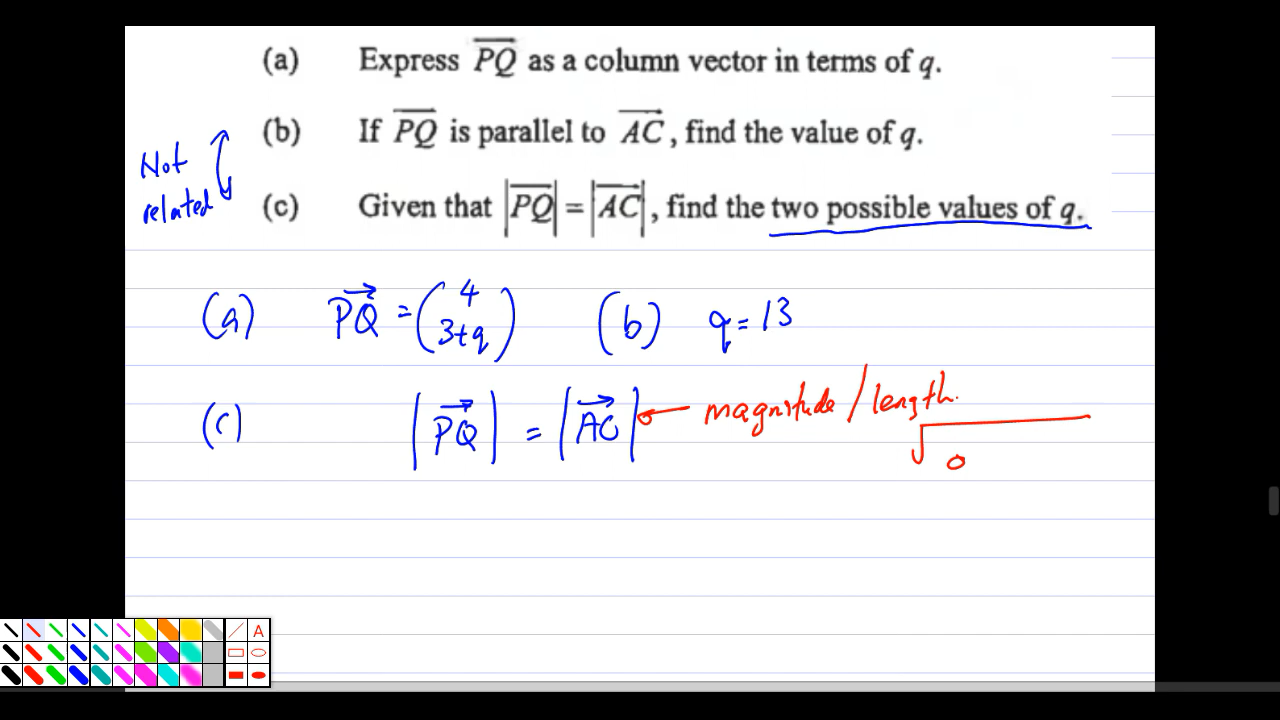 (a) Express PQ as a column vector in terms of q.
(b) If PQ is parallel to AC, find the value of q.
Not
related
(c) Given that |PQ| = |AC|, find the two possible values of q.
(a) PQ = (4 3+q) (b) q = 13
(c) |PQ| = |AC| magnitude / length.
√0
A